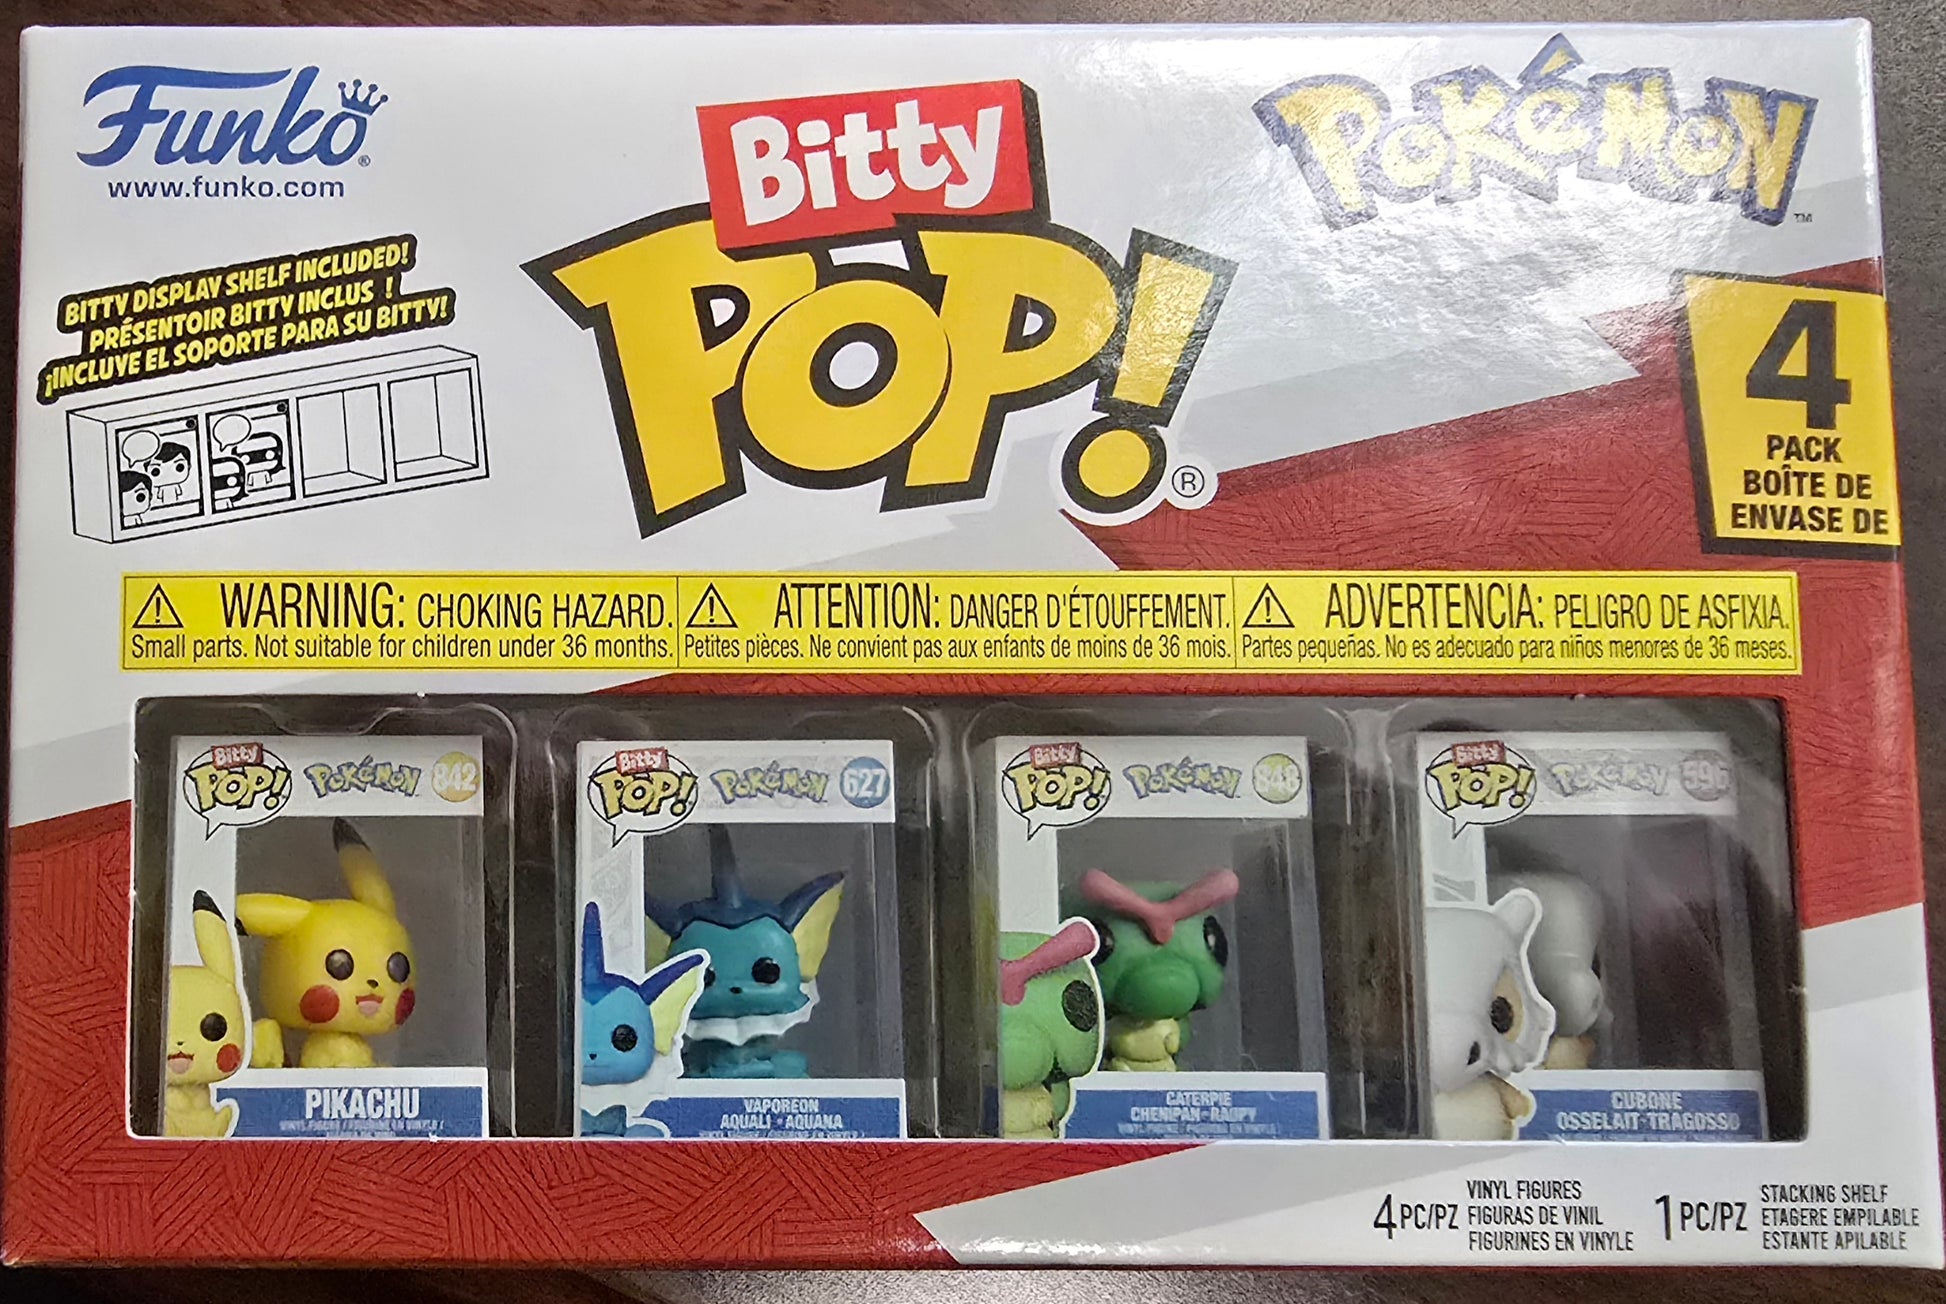 Funko®
www.funko.com
Bitty
POP!®
Pokémon™
BITTY DISPLAY SHELF INCLUDED!
PRÉSENTOIR BITTY INCLUS !
¡INCLUYE EL SOPORTE PARA SU BITTY!
4
PACK
BOÎTE DE
ENVASE DE
WARNING: CHOKING HAZARD.
Small parts. Not suitable for children under 36 months.
ATTENTION: DANGER D'ÉTOUFFEMENT.
Petites pièces. Ne convient pas aux enfants de moins de 36 mois.
ADVERTENCIA: PELIGRO DE ASFIXIA.
Partes pequeñas. No es adecuado para niños menores de 36 meses.
Bitty POP! Pokémon 842
PIKACHU
Bitty POP! Pokémon 627
VAPOREON
AQUALI - AQUANA
Bitty POP! Pokémon 848
CATERPIE
CHENIPAN-RAUPY
Bitty POP! Pokémon 596
CUBONE
OSSELAIT-TRAGOSSO
4 PC/PZ
VINYL FIGURES
FIGURAS DE VINIL
FIGURINES EN VINYLE
1 PC/PZ
STACKING SHELF
ETAGERE EMPILABLE
ESTANTE APILABLE